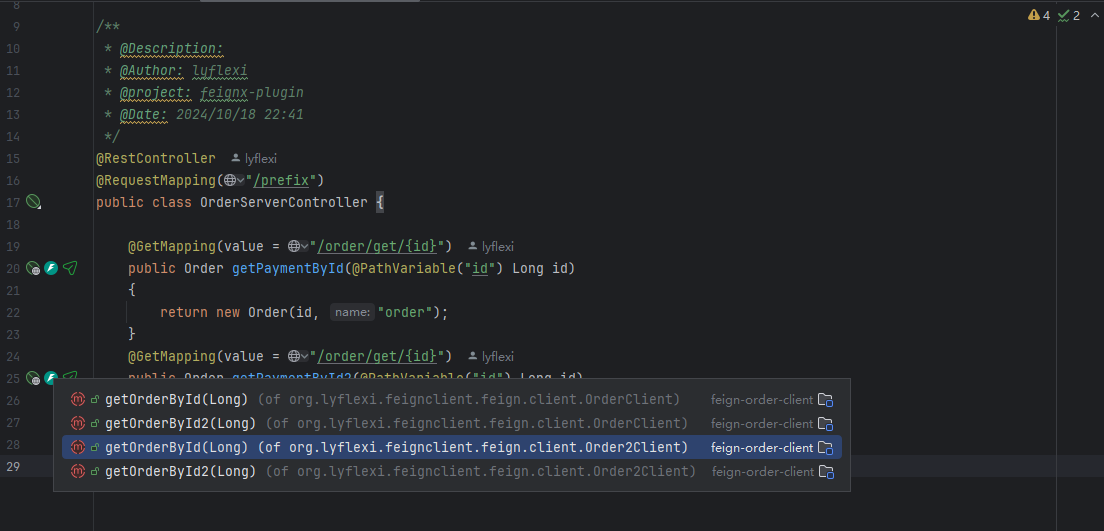 8
4 2
9 /**
10 * @Description:
11 * @Author: lyflexi
12 * @project: feignx-plugin
13 * @Date: 2024/10/18 22:41
14 */
15 @RestController lyflexi
16 @RequestMapping("/prefix")
17 public class OrderServerController {
18
19 @GetMapping(value = "/order/get/{id}") lyflexi
20 public Order getPaymentById(@PathVariable("id") Long id)
21 {
22 return new Order(id, name: "order");
23 }
24 @GetMapping(value = "/order/get/{id}") lyflexi
25 public Order getPaymentById2(@PathVariable("id") Long id)
26 getOrderById(Long) (of org.lyflexi.feignclient.feign.client.OrderClient) feign-order-client
27 getOrderById2(Long) (of org.lyflexi.feignclient.feign.client.OrderClient) feign-order-client
28 getOrderById(Long) (of org.lyflexi.feignclient.feign.client.Order2Client) feign-order-client
29 getOrderById2(Long) (of org.lyflexi.feignclient.feign.client.Order2Client) feign-order-client